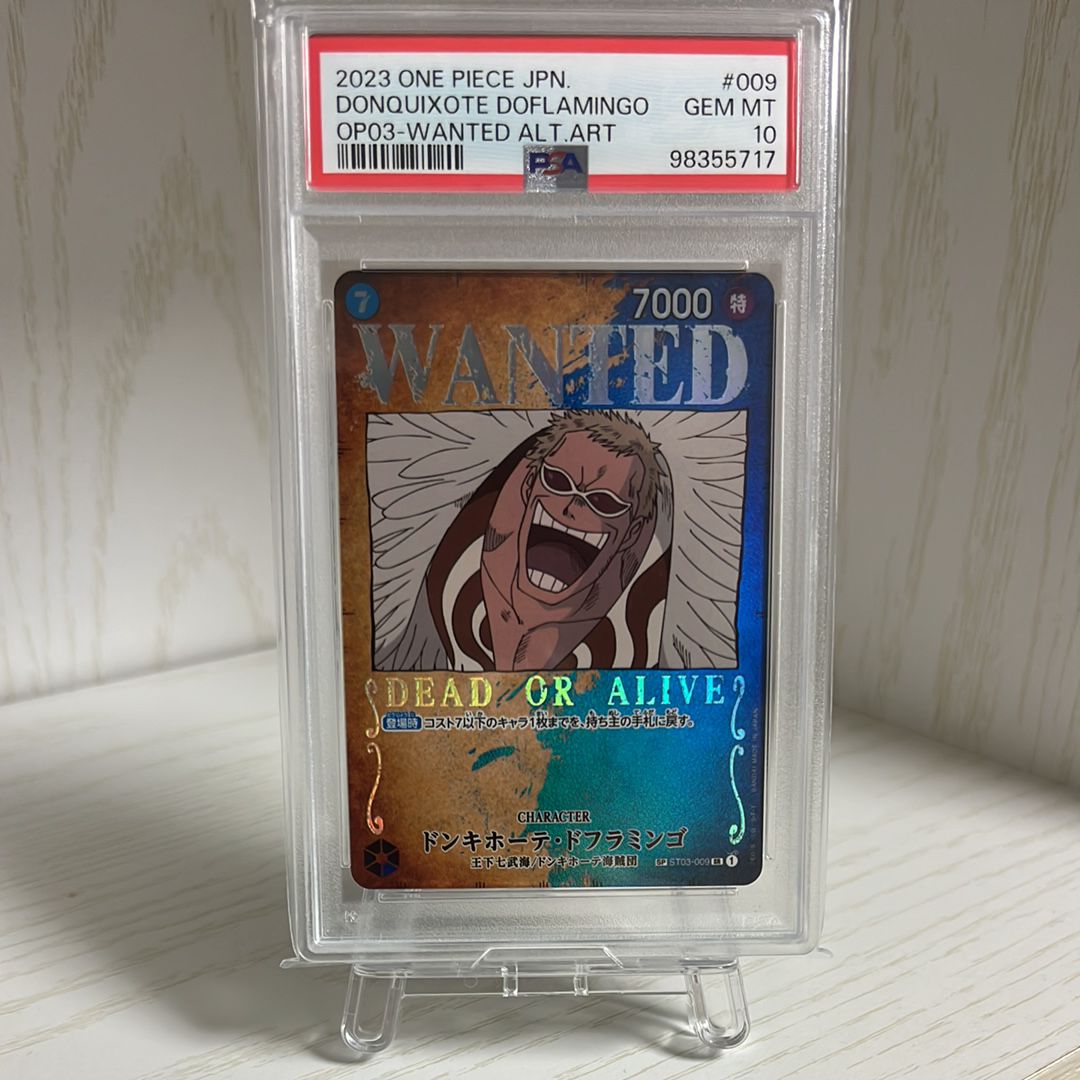 2023 ONE PIECE JPN. #009
DONQUIXOTE DOFLAMINGO GEM MT
OP03-WANTED ALT.ART 10
PSA 98355717
7 7000 特
WANTED
DEAD OR ALIVE
登場時 コスト7以下のキャラ1枚までを、持ち主の手札に戻す。
CHARACTER
ドンキホーテ・ドフラミンゴ
王下七武海/ドンキホーテ海賊団 SP ST03-009 1